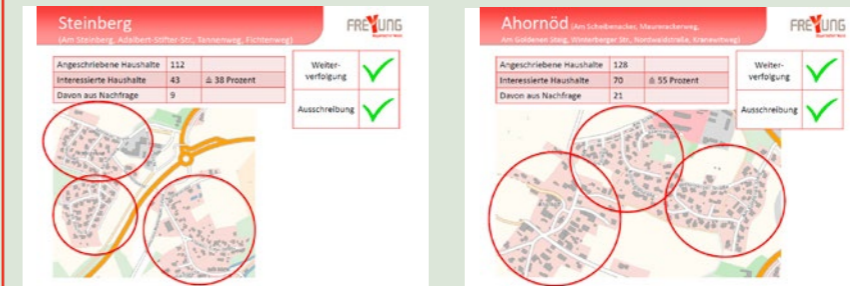 Steinberg
(Am Steinberg, Adalbert-Stifter-Str., Tannenweg, Fichtenweg)
FREYUNG
Angeschriebene Haushalte 112
Interessierte Haushalte 43 ≙ 38 Prozent
Davon aus Nachfrage 9
Weiter-
verfolgung
Ausschreibung
Ahornöd (Am Scheibenacker, Maurerackerweg,
Am Goldenen Steig, Winterberger Str., Nordwaldstraße, Kranewitweg)
FREYUNG
Angeschriebene Haushalte 128
Interessierte Haushalte 70 ≙ 55 Prozent
Davon aus Nachfrage 21
Weiter-
verfolgung
Ausschreibung